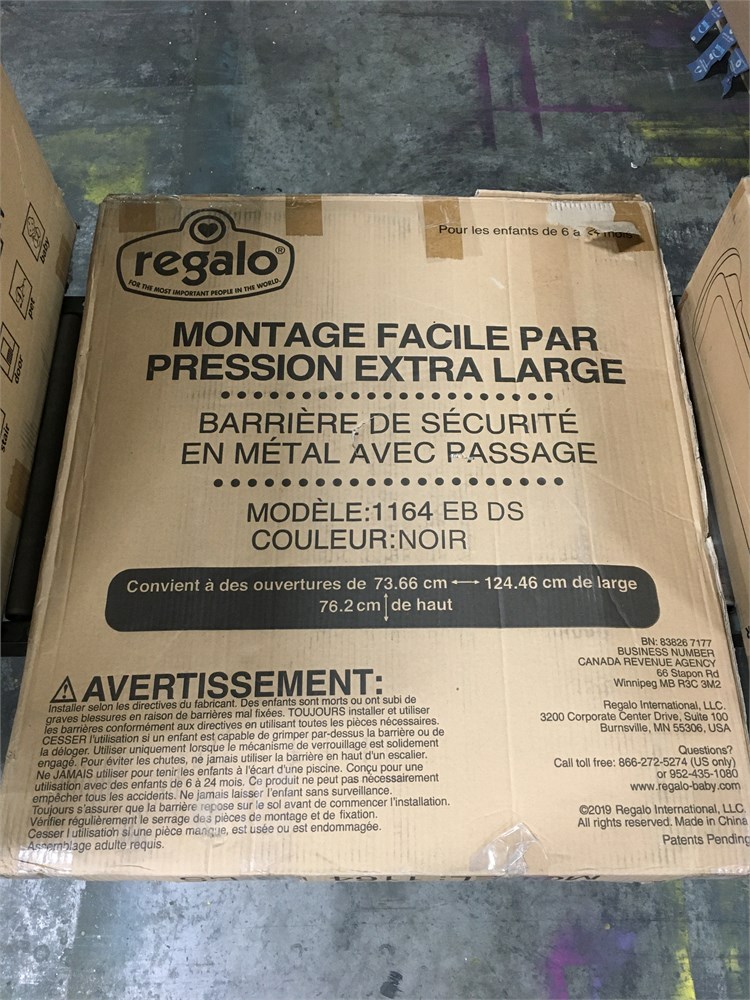 regalo®
FOR THE MOST IMPORTANT PEOPLE IN THE WORLD.
Pour les enfants de 6 à 24 mois
MONTAGE FACILE PAR
PRESSION EXTRA LARGE
BARRIÈRE DE SÉCURITÉ
EN MÉTAL AVEC PASSAGE
MODÈLE:1164 EB DS
COULEUR:NOIR
Convient à des ouvertures de 73.66 cm ⟷ 124.46 cm de large
76.2 cm de haut
BN: 83826 7177
BUSINESS NUMBER
CANADA REVENUE AGENCY
66 Stapon Rd
Winnipeg MB R3C 3M2
Regalo International, LLC.
3200 Corporate Center Drive, Suite 100
Burnsville, MN 55306, USA
Questions?
Call toll free: 866-272-5274 (US only)
or 952-435-1080
www.regalo-baby.com
©2019 Regalo International, LLC.
All rights reserved. Made in China
Patents Pending
AVERTISSEMENT:
Installer selon les directives du fabricant. Des enfants sont morts ou ont subi de
graves blessures en raison de barrières mal fixées. TOUJOURS installer et utiliser
les barrières conformément aux directives en utilisant toutes les pièces nécessaires.
CESSER l'utilisation si un enfant est capable de grimper par-dessus la barrière ou de
la déloger. Utiliser uniquement lorsque le mécanisme de verrouillage est solidement
engagé. Pour éviter les chutes, ne jamais utiliser la barrière en haut d'un escalier.
Ne JAMAIS utiliser pour tenir les enfants à l'écart d'une piscine. Conçu pour une
utilisation avec des enfants de 6 à 24 mois. Ce produit ne peut pas nécessairement
empêcher tous les accidents. Ne jamais laisser l'enfant sans surveillance.
Toujours s'assurer que la barrière repose sur le sol avant de commencer l'installation.
Vérifier régulièrement le serrage des pièces de montage et de fixation.
Cesser l utilisation si une pièce manque, est usée ou est endommagée.
Assemblage adulte requis.
baby
pet
door
stair